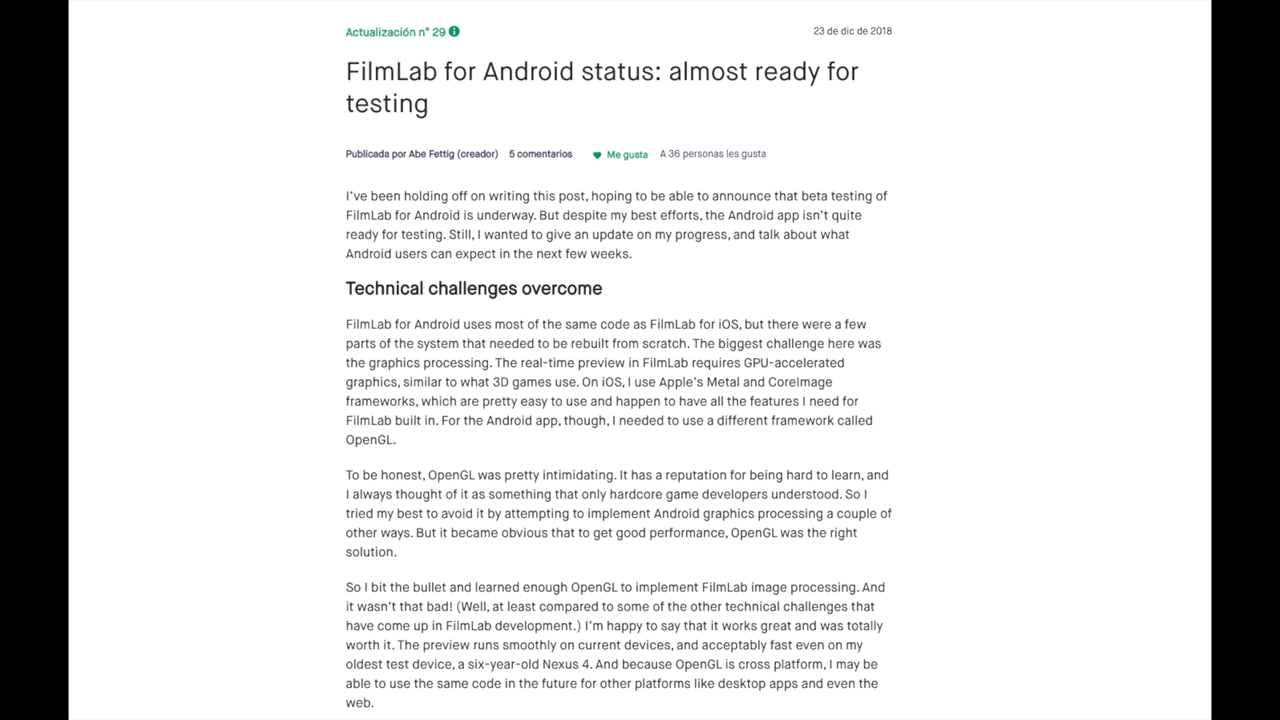 Actualización n° 29
23 de dic de 2018
FilmLab for Android status: almost ready for
testing
Publicada por Abe Fettig (creador) 5 comentarios Me gusta A 36 personas les gusta
I've been holding off on writing this post, hoping to be able to announce that beta testing of
FilmLab for Android is underway. But despite my best efforts, the Android app isn't quite
ready for testing. Still, I wanted to give an update on my progress, and talk about what
Android users can expect in the next few weeks.
Technical challenges overcome
FilmLab for Android uses most of the same code as FilmLab for iOS, but there were a few
parts of the system that needed to be rebuilt from scratch. The biggest challenge here was
the graphics processing. The real-time preview in FilmLab requires GPU-accelerated
graphics, similar to what 3D games use. On iOS, I use Apple's Metal and CoreImage
frameworks, which are pretty easy to use and happen to have all the features I need for
FilmLab built in. For the Android app, though, I needed to use a different framework called
OpenGL.
To be honest, OpenGL was pretty intimidating. It has a reputation for being hard to learn, and
I always thought of it as something that only hardcore game developers understood. So I
tried my best to avoid it by attempting to implement Android graphics processing a couple of
other ways. But it became obvious that to get good performance, OpenGL was the right
solution.
So I bit the bullet and learned enough OpenGL to implement FilmLab image processing. And
it wasn't that bad! (Well, at least compared to some of the other technical challenges that
have come up in FilmLab development.) I'm happy to say that it works great and was totally
worth it. The preview runs smoothly on current devices, and acceptably fast even on my
oldest test device, a six-year-old Nexus 4. And because OpenGL is cross platform, I may be
able to use the same code in the future for other platforms like desktop apps and even the
web.